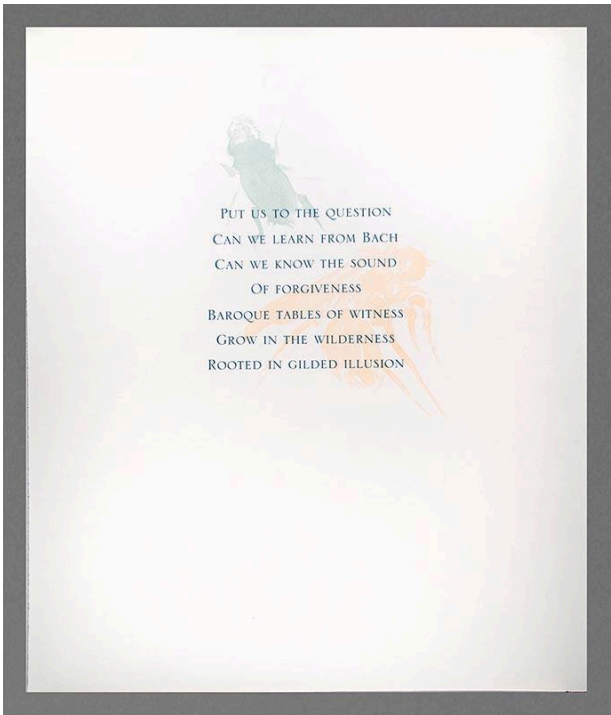 Put us to the question
Can we learn from Bach
Can we know the sound
Of forgiveness
Baroque tables of witness
Grow in the wilderness
Rooted in gilded illusion